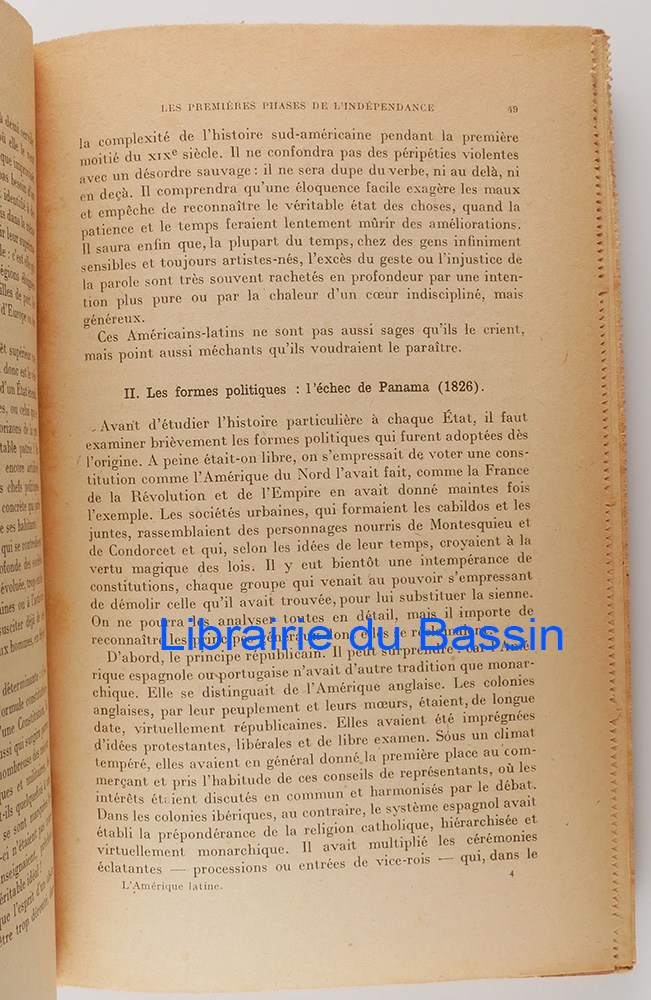 LES PREMIÈRES PHASES DE L'INDÉPENDANCE 49
la complexité de l'histoire sud-américaine pendant la première
moitié du XIXe siècle. Il ne confondra pas des péripéties violentes
avec un désordre sauvage : il ne sera dupe du verbe, ni au delà, ni
en deçà. Il comprendra qu'une éloquence facile exagère les maux
et empêche de reconnaître le véritable état des choses, quand la
patience et le temps feraient lentement mûrir des améliorations.
Il saura enfin que, la plupart du temps, chez des gens infiniment
sensibles et toujours artistes-nés, l'excès du geste ou l'injustice de
la parole sont très souvent rachetés en profondeur par une inten-
tion plus pure ou par la chaleur d'un cœur indiscipliné, mais
généreux.
Ces Américains-latins ne sont pas aussi sages qu'ils le crient,
mais point aussi méchants qu'ils voudraient le paraître.
II. Les formes politiques : l'échec de Panama (1826).
Avant d'étudier l'histoire particulière à chaque État, il faut
examiner brièvement les formes politiques qui furent adoptées dès
l'origine. A peine était-on libre, on s'empressait de voter une cons-
titution comme l'Amérique du Nord l'avait fait, comme la France
de la Révolution et de l'Empire en avait donné maintes fois
l'exemple. Les sociétés urbaines, qui formaient les cabildos et les
juntes, rassemblaient des personnages nourris de Montesquieu et
de Condorcet et qui, selon les idées de leur temps, croyaient à la
vertu magique des lois. Il y eut bientôt une intempérance de
constitutions, chaque groupe qui venait au pouvoir s'empressant
de démolir celle qu'il avait trouvée, pour lui substituer la sienne.
On ne pourra les analyser toutes en détail, mais il importe de
reconnaître les principes généraux dont elles se réclamaient.
Librairie du Bassin
D'abord, le principe républicain. Il peut surprendre : car l'Amé-
rique espagnole ou portugaise n'avait d'autre tradition que monar-
chique. Elle se distinguait de l'Amérique anglaise. Les colonies
anglaises, par leur peuplement et leurs mœurs, étaient, de longue
date, virtuellement républicaines. Elles avaient été imprégnées
d'idées protestantes, libérales et de libre examen. Sous un climat
tempéré, elles avaient en général donné la première place au com-
merçant et pris l'habitude de ces conseils de représentants, où les
intérêts étaient discutés en commun et harmonisés par le débat.
Dans les colonies ibériques, au contraire, le système espagnol avait
établi la prépondérance de la religion catholique, hiérarchisée et
virtuellement monarchique. Il avait multiplié les cérémonies
éclatantes — processions ou entrées de vice-rois — qui, dans le
L'Amérique latine. 4